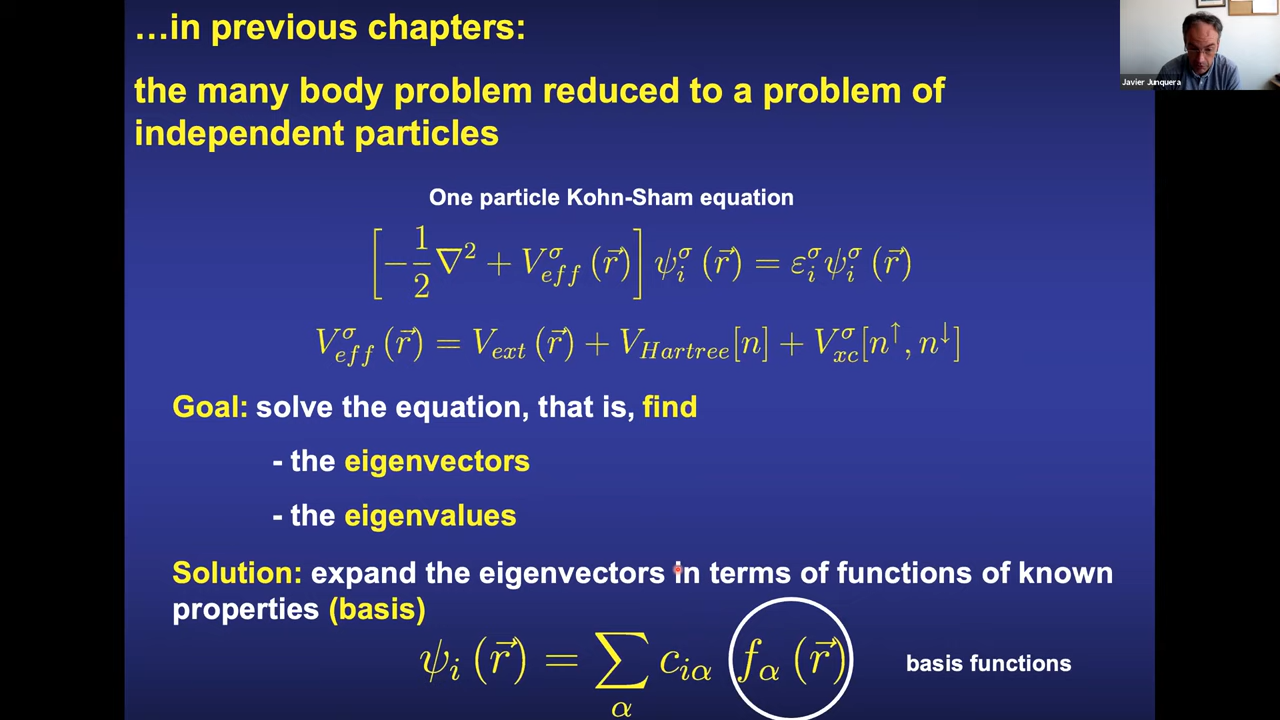 …in previous chapters:
Javier Junquera
the many body problem reduced to a problem of
independent particles
One particle Kohn-Sham equation
[−1/2 ∇² + V^σ_eff (r⃗)] ψ^σ_i (r⃗) = ε^σ_i ψ^σ_i (r⃗)
V^σ_eff (r⃗) = V_ext (r⃗) + V_Hartree[n] + V^σ_xc[n^↑, n^↓]
Goal: solve the equation, that is, find
- the eigenvectors
- the eigenvalues
Solution: expand the eigenvectors in terms of functions of known
properties (basis)
ψ_i (r⃗) = ∑_α c_iα f_α (r⃗) basis functions